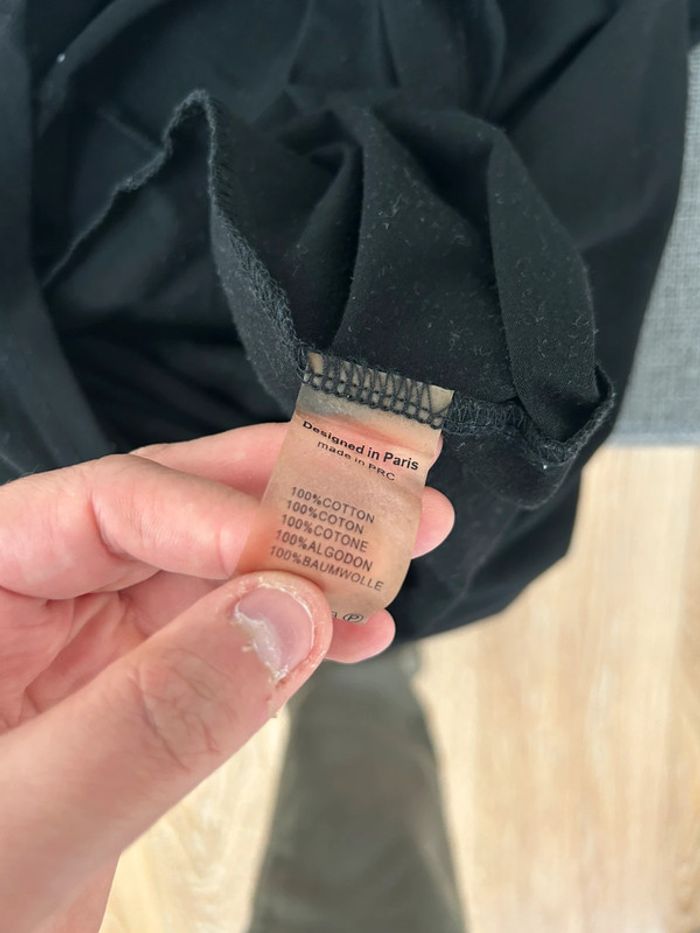 Designed in Paris
made in PRC
100%COTTON
100%COTON
100%COTONE
100%ALGODON
100%BAUMWOLLE
P